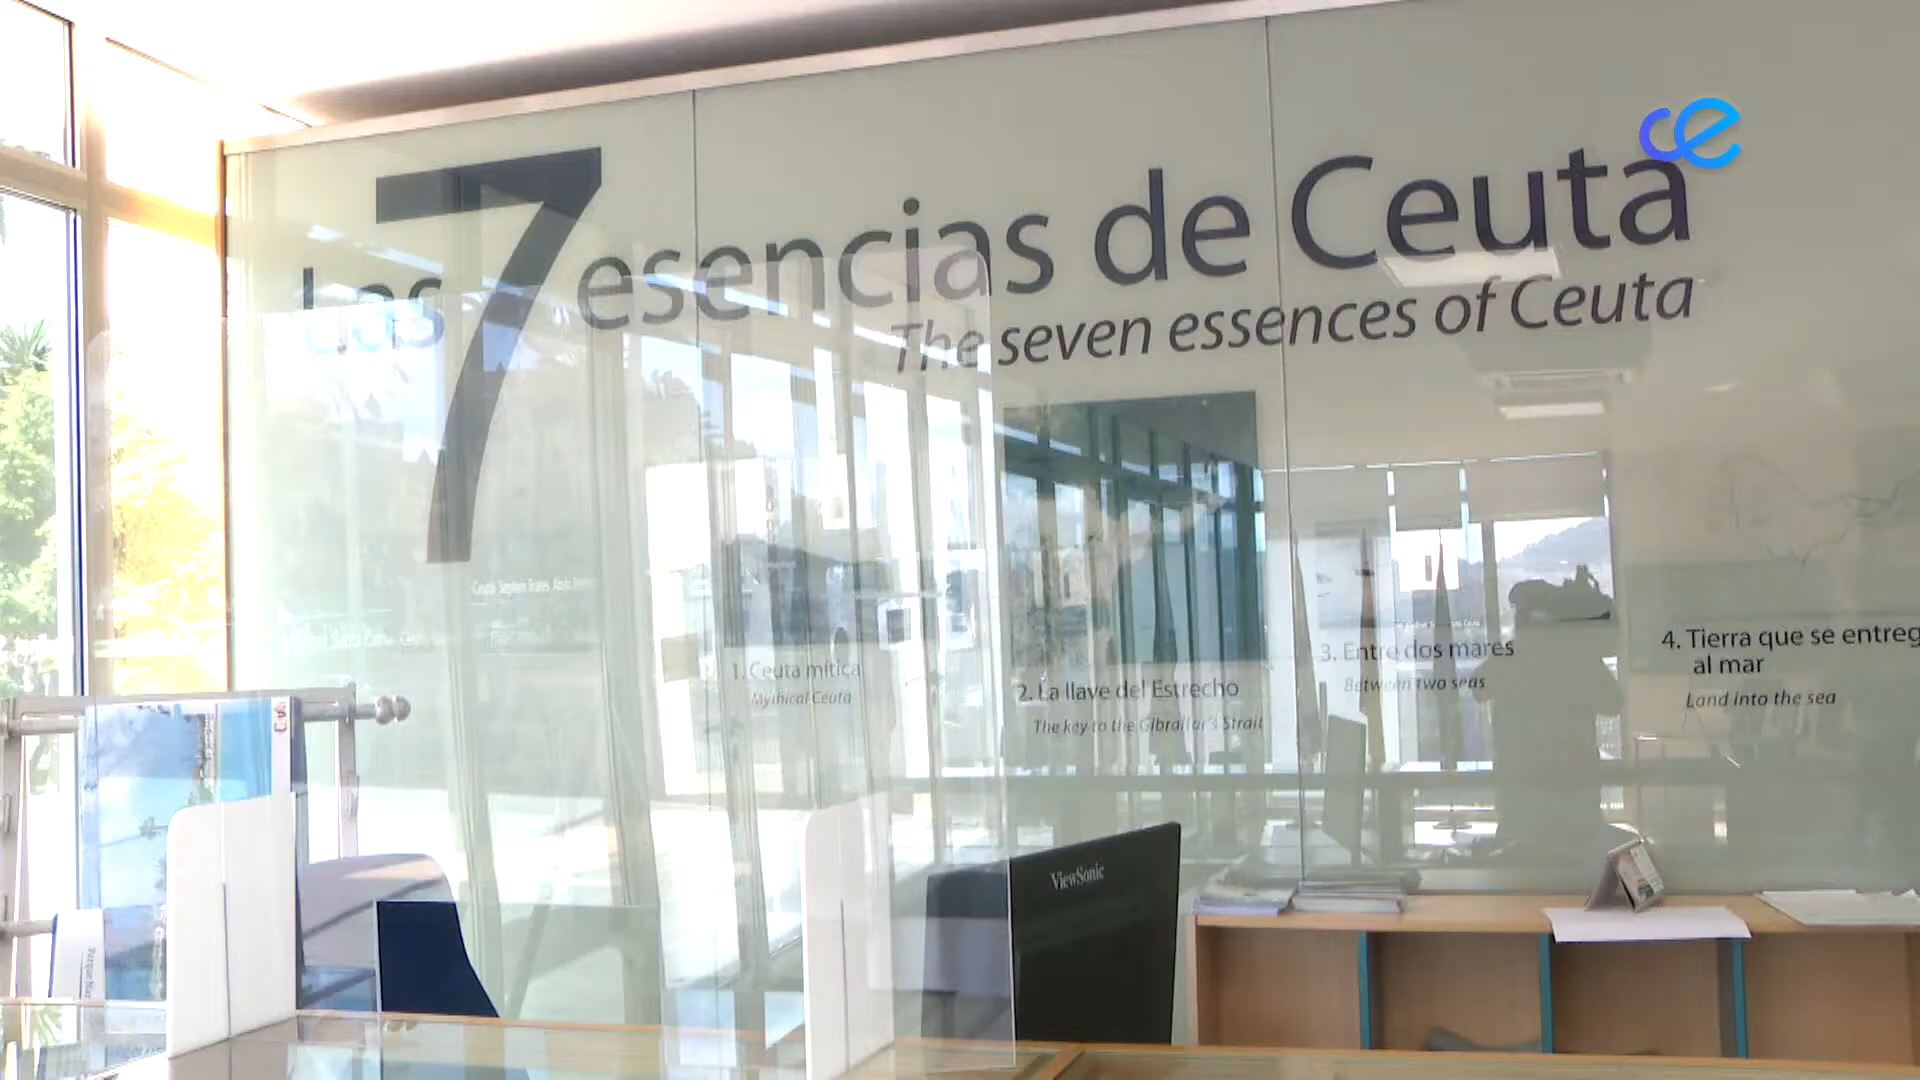 ce
Las 7 esencias de Ceuta
The seven essences of Ceuta
1. Ceuta mítica
Mythical Ceuta
2. La llave del Estrecho
The key to the Gibraltar's Strait
3. Entre dos mares
Between two seas
4. Tierra que se entreg
al mar
Land into the sea
ViewSonic